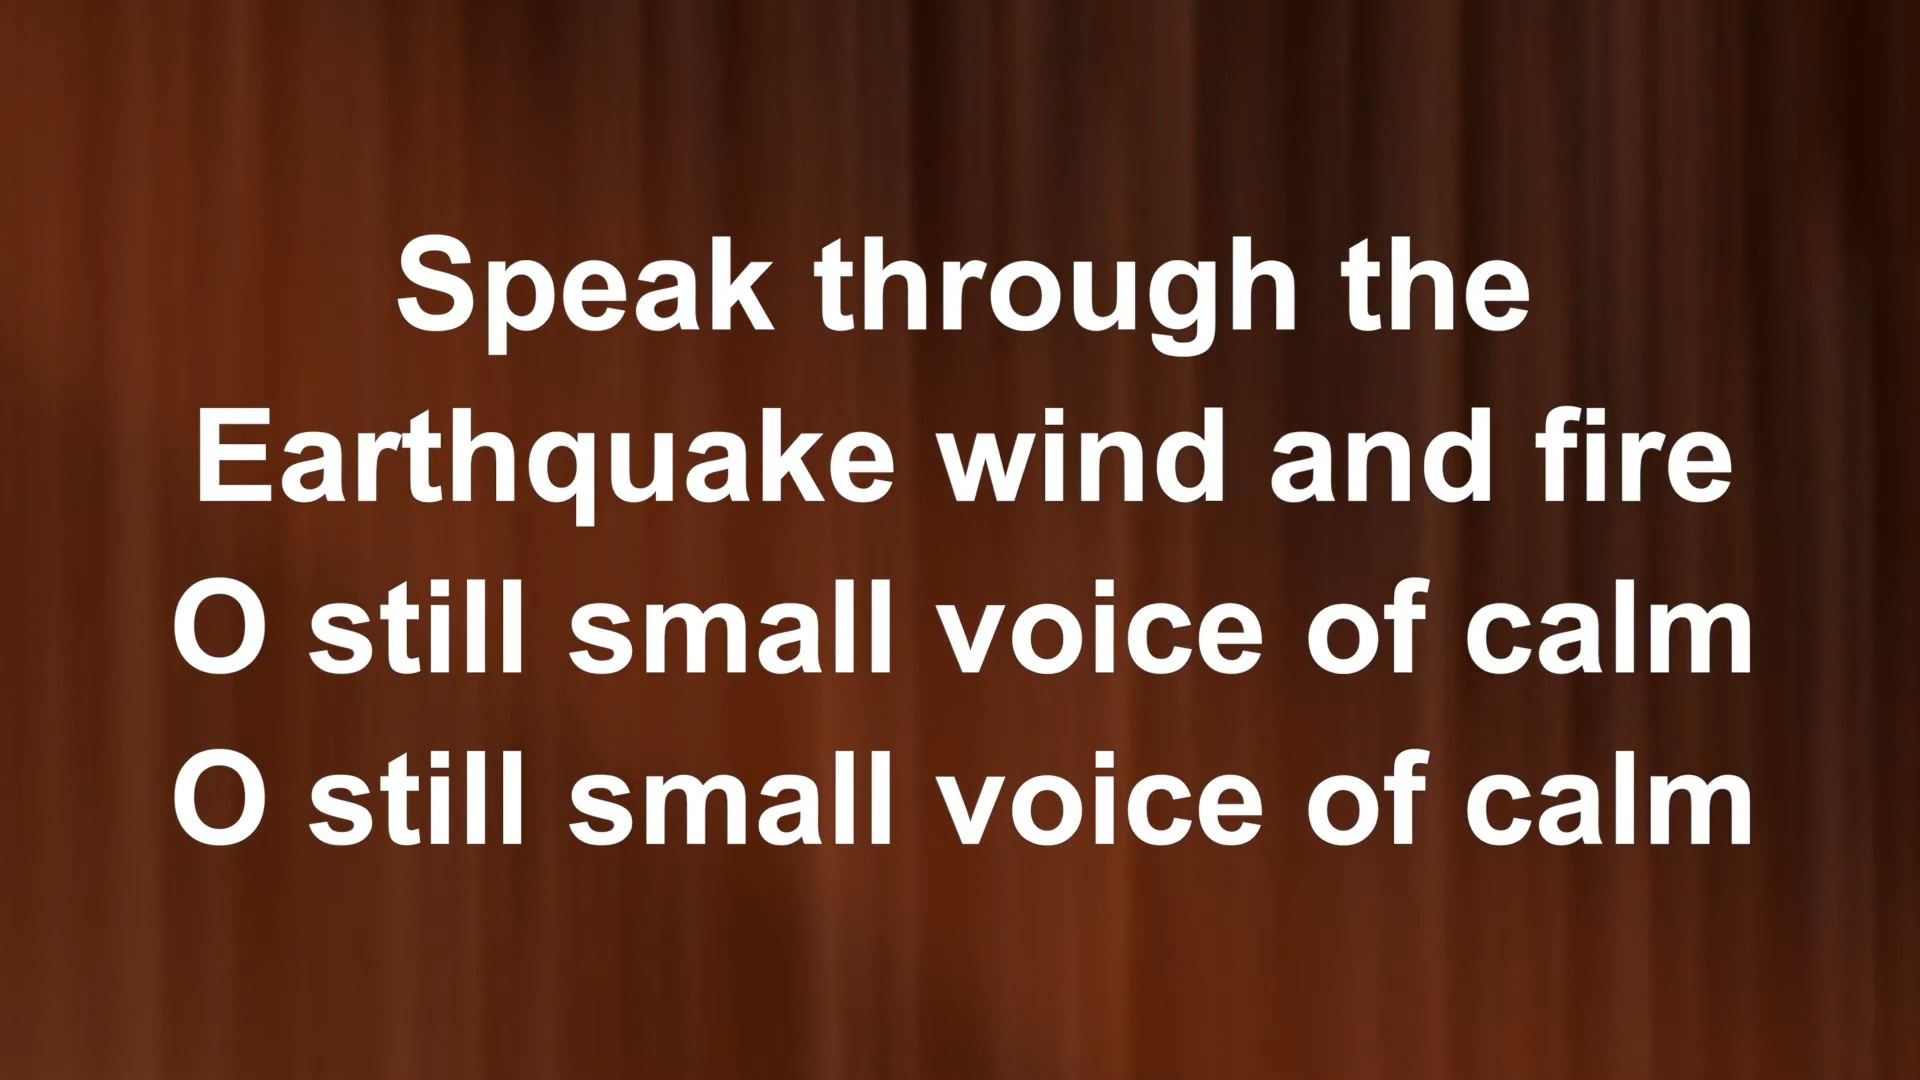 Speak through the
Earthquake wind and fire
O still small voice of calm
O still small voice of calm